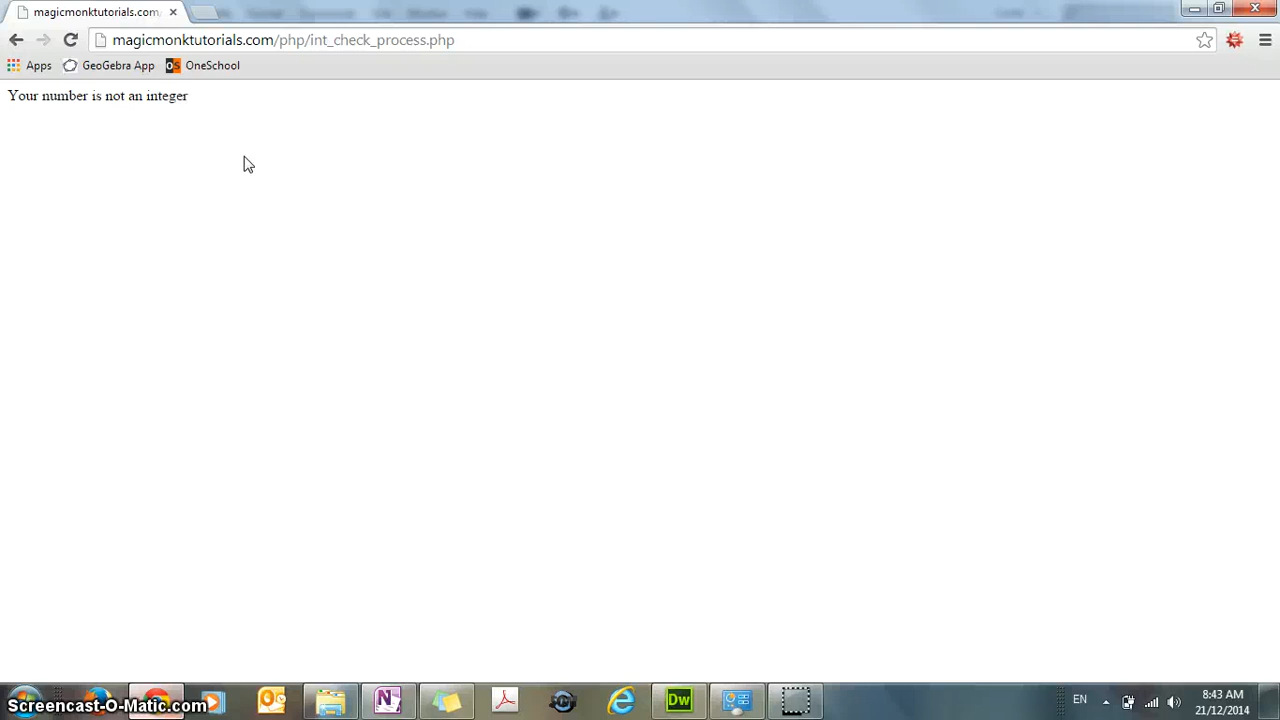 magicmonktutorials.com
magicmonktutorials.com/php/int_check_process.php
Apps GeoGebra App OS OneSchool
Your number is not an integer
N
Dw
EN
8:43 AM
21/12/2014
Screencast-O-Matic.com